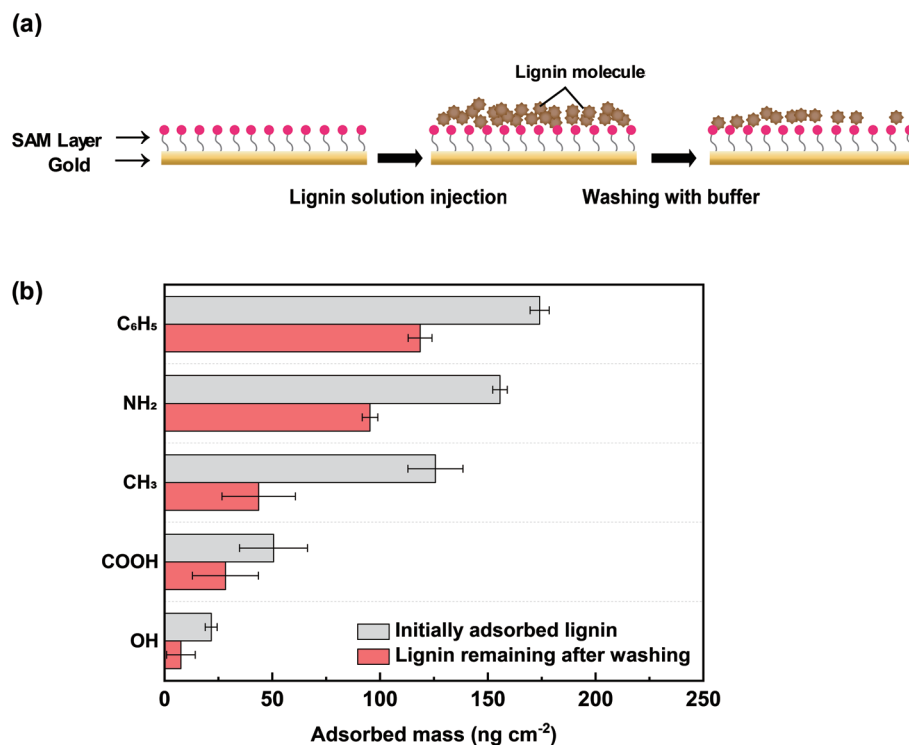 (a)
Lignin molecule
SAM Layer
Gold
Lignin solution injection
Washing with buffer
(b)
C₆H₅
NH₂
CH₃
COOH
OH
Initially adsorbed lignin
Lignin remaining after washing
0 50 100 150 200 250
Adsorbed mass (ng cm⁻²)